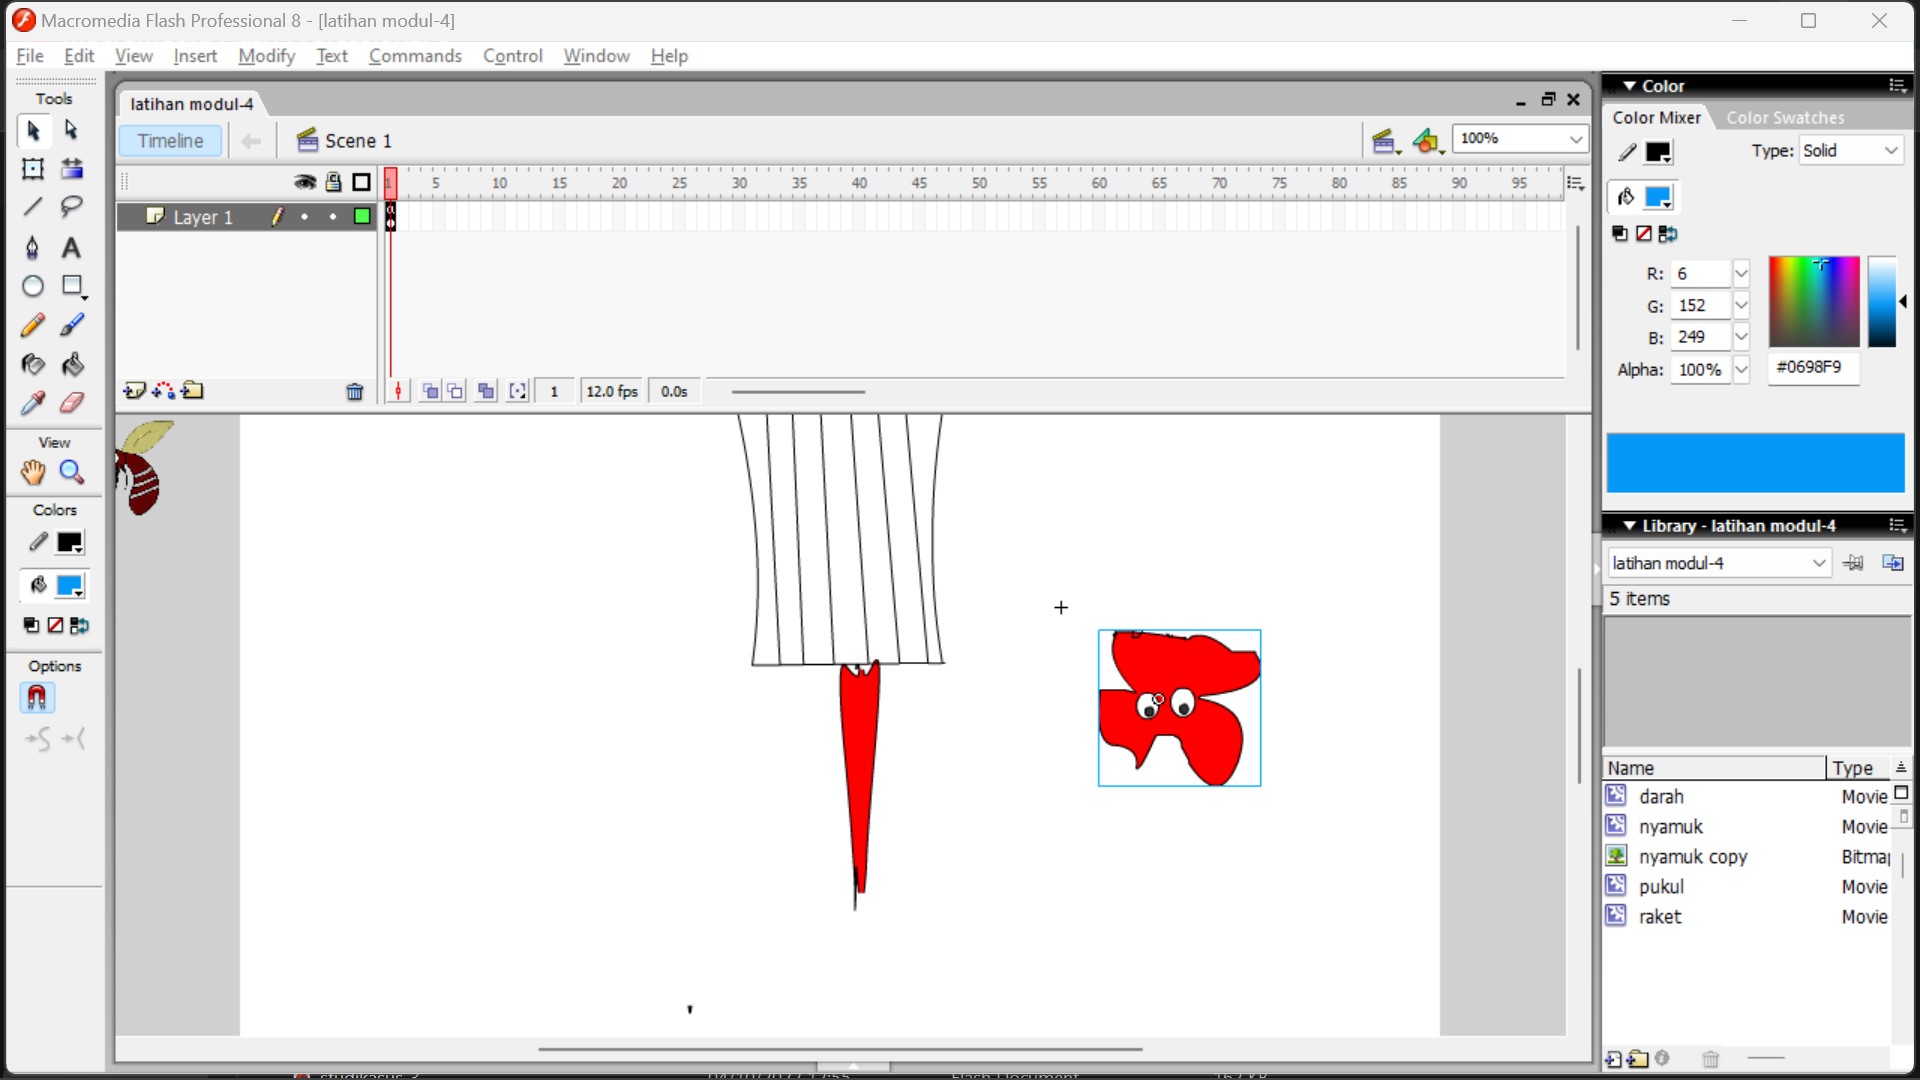 Macromedia Flash Professional 8 - [latihan modul-4]
File Edit View Insert Modify Text Commands Control Window Help
Tools
latihan modul-4
Timeline
Scene 1
100%
1 5 10 15 20 25 30 35 40 45 50 55 60 65 70 75 80 85 90 95
Layer 1
1 12.0 fps 0.0s
View
Colors
Options
Color
Color Mixer Color Swatches
Type: Solid
R: 6
G: 152
B: 249
Alpha: 100% #0698F9
Library - latihan modul-4
latihan modul-4
5 items
Name Type
darah Movie
nyamuk Movie
nyamuk copy Bitma
pukul Movie
raket Movie